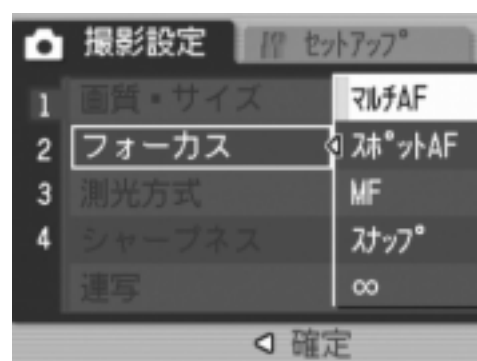 撮影設定 セットアップ
1 画質・サイズ マルチAF
2 フォーカス スポットAF
3 測光方式 MF
4 シャープネス スナップ
連写 ∞
確定